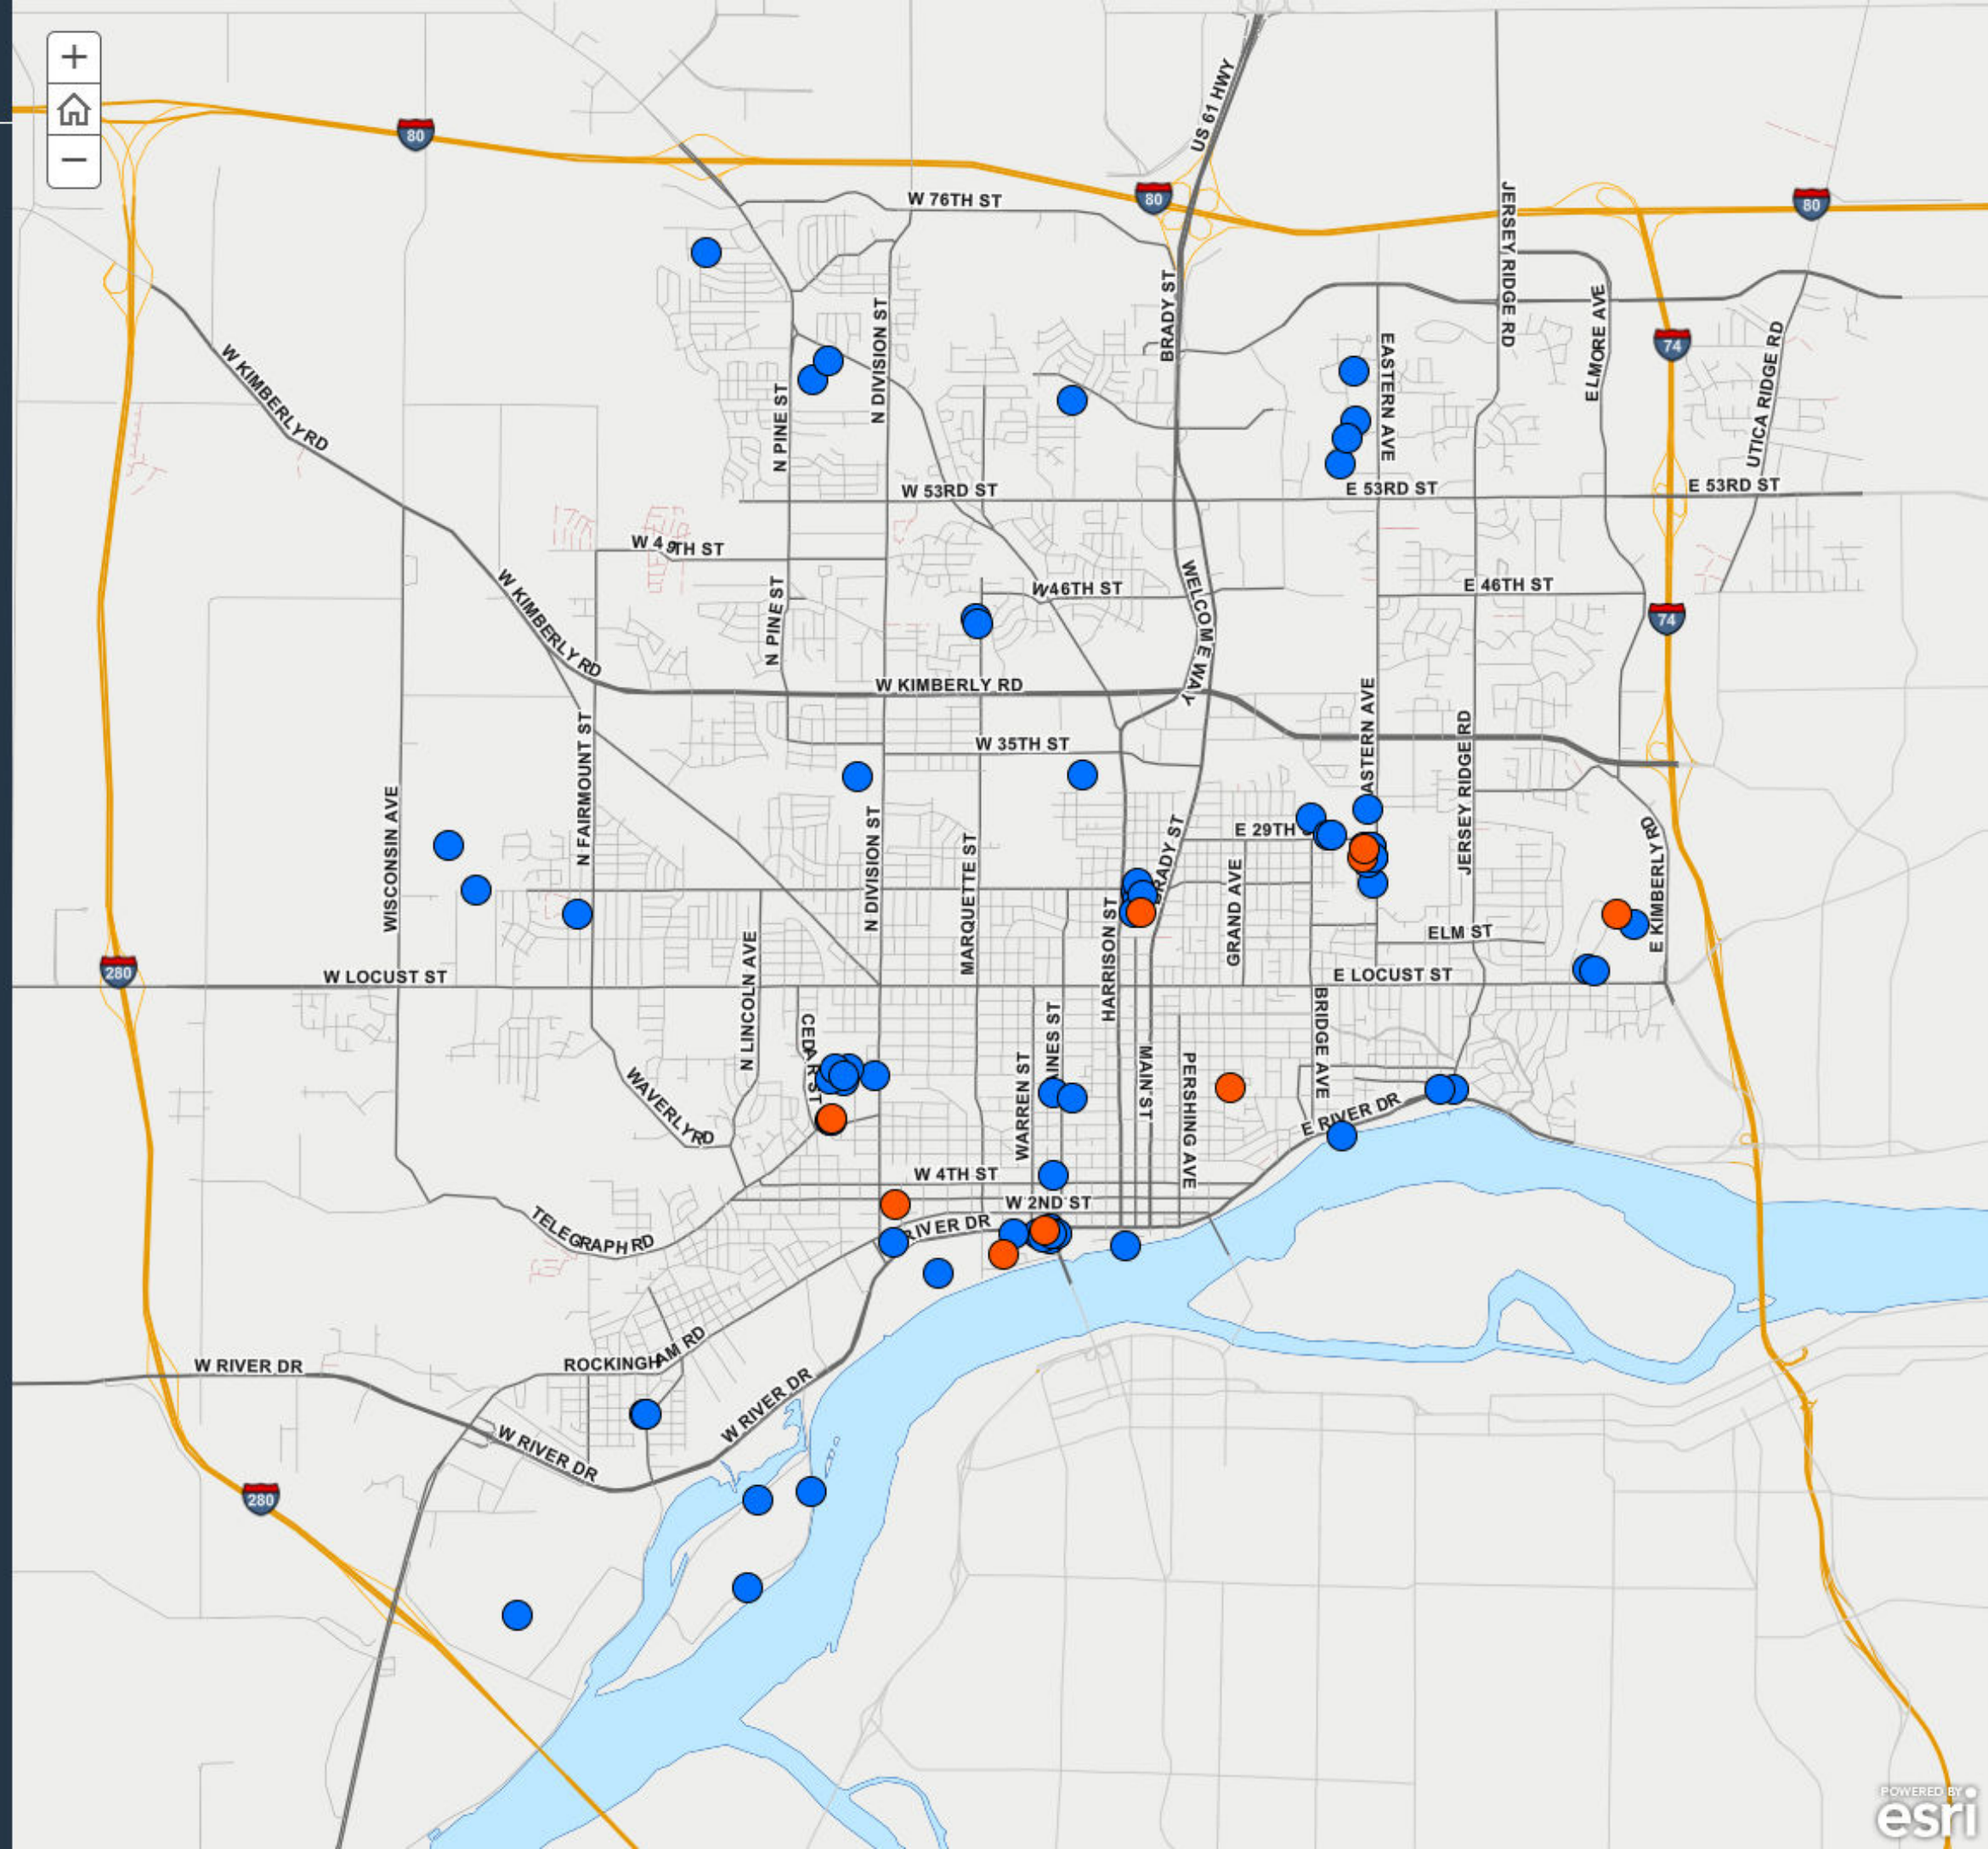 +
−
US 61 HWY
80
80
80
W 76TH ST
JERSEY RIDGE RD
BRADY ST
N DIVISION ST
E LMORE AVE
74
UTICA RIDGE RD
W KIMBERLY RD
EASTERN AVE
N PINE ST
W 53RD ST
E 53RD ST
E 53RD ST
W 49TH ST
W 46TH ST
E 46TH ST
WELCOME WAY
W KIMBERLY RD
N PINE ST
74
W KIMBERLY RD
EASTERN AVE
N FAIRMOUNT ST
W 35TH ST
JERSEY RIDGE RD
WISCONSIN AVE
N DIVISION ST
MARQUETTE ST
BRADY ST
E 29TH
GRAND AVE
E KIMBERLY RD
HARRISON ST
ELM ST
N LINCOLN AVE
280
W LOCUST ST
E LOCUST ST
CEDAR ST
GAINES ST
BRIDGE AVE
WARREN ST
MAIN ST
PERSHING AVE
WAVERLY RD
E RIVER DR
W 4TH ST
W 2ND ST
TELEGRAPH RD
RIVER DR
W RIVER DR
ROCKINGHAM RD
W RIVER DR
W RIVER DR
280
POWERED BY
esri